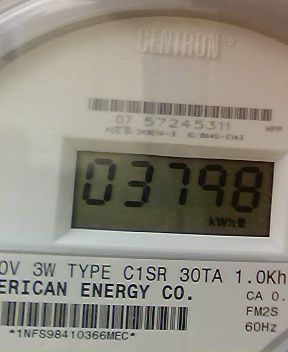 CENTRON
07 57245311
03798
kWh
0V 3W TYPE C1SR 30TA 1.0Kh
ERICAN ENERGY CO.
CA 0.
FM2S
60Hz
*1NFS98410366MEC*